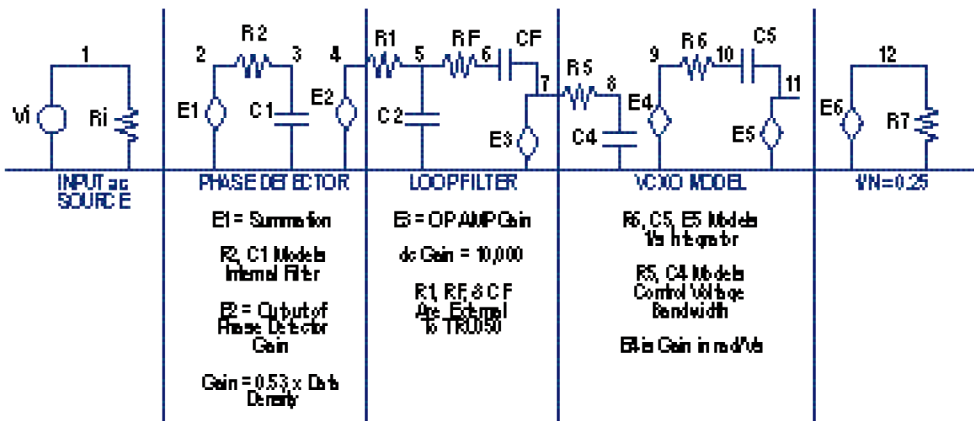 1
Vi
Ri
INPUT ac
SOURCE
2
R2
3
4
E1
C1
E2
PHASE DETECTOR
E1 = Summation
R2, C1 Models
Internal Filter
E2 = Output of
Phase Detector
Gain
Gain = 0.53 x Data
Density
R1
5
RF
6
CF
7
C2
E3
LOOP FILTER
E3 = OP AMP Gain
dc Gain = 10,000
R1, RF, & CF
Are External
To TRU050
R5
8
C4
9
R6
10
C5
11
E4
E5
VCXO MODEL
R6, C5, E5 Models
1/s Integrator
R5, C4 Models
Control Voltage
Bandwidth
E4 is Gain in rad/Vs
12
E6
R7
1/N = 0.25